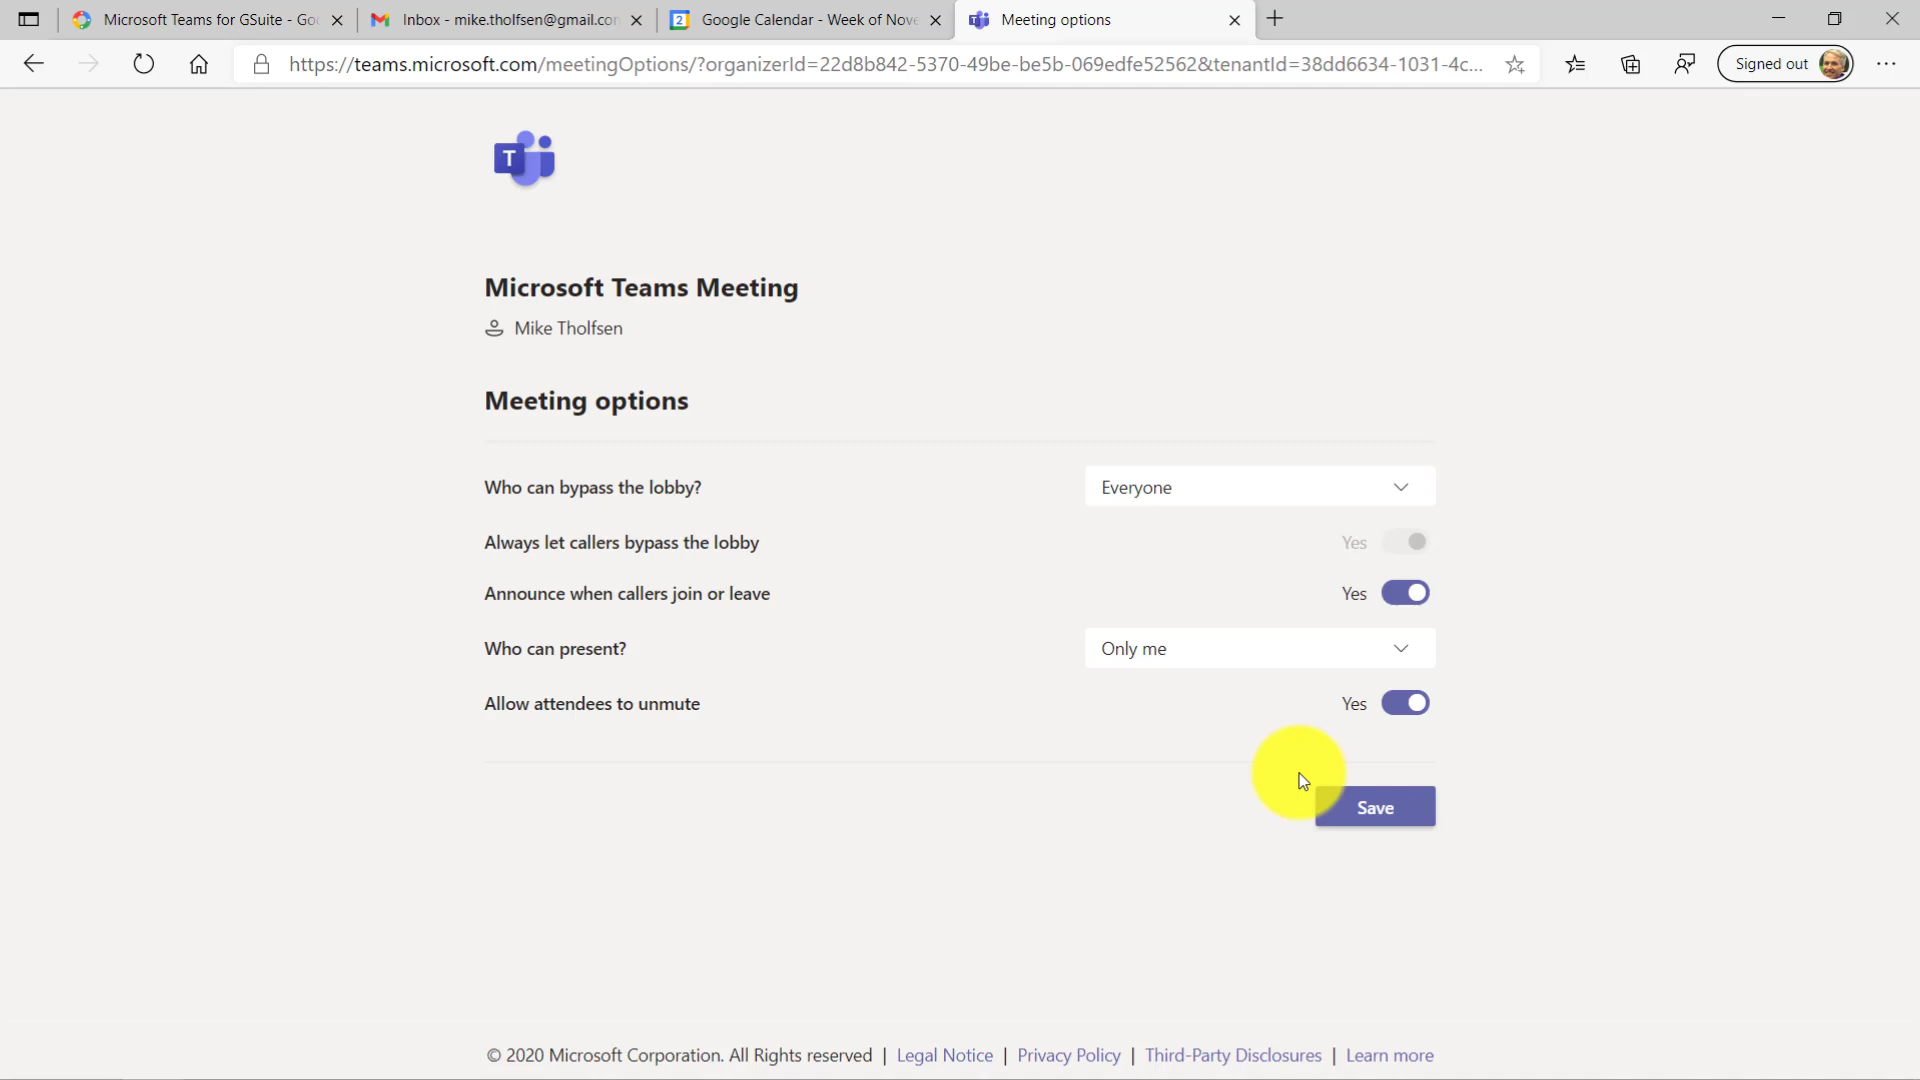 Microsoft Teams for GSuite - Go
Inbox - mike.tholfsen@gmail.co
Google Calendar - Week of Nove
Meeting options
https://teams.microsoft.com/meetingOptions/?organizerId=22d8b842-5370-49be-be5b-069edfe52562&tenantId=38dd6634-1031-4c...
Signed out
T
Microsoft Teams Meeting
Mike Tholfsen
Meeting options
Who can bypass the lobby?
Everyone
Always let callers bypass the lobby
Yes
Announce when callers join or leave
Yes
Who can present?
Only me
Allow attendees to unmute
Yes
Save
© 2020 Microsoft Corporation. All Rights reserved | Legal Notice | Privacy Policy | Third-Party Disclosures | Learn more